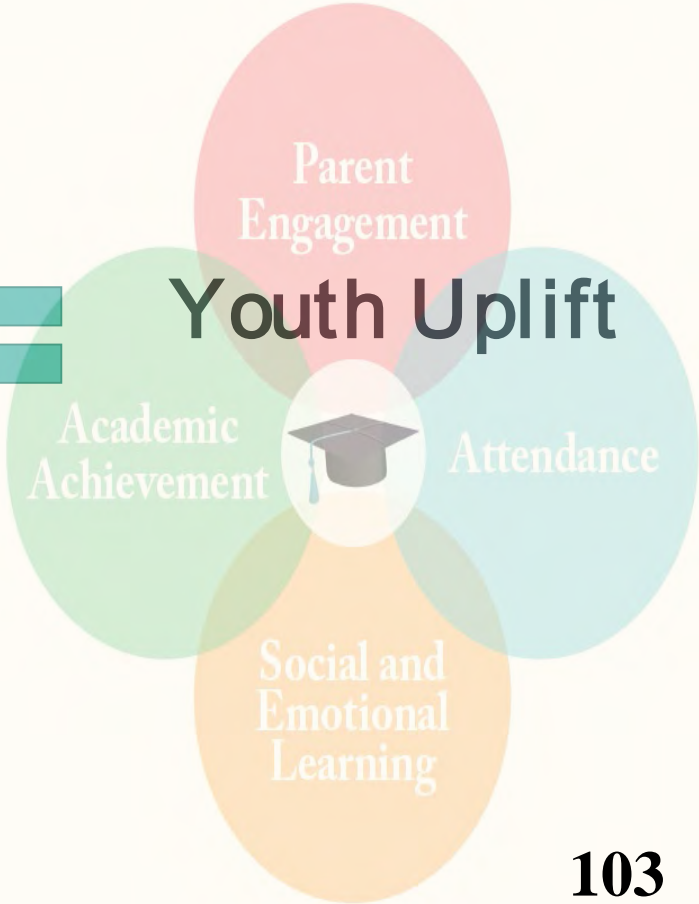 Parent
Engagement
Youth Uplift
Academic
Achievement
Attendance
Social and
Emotional
Learning
103